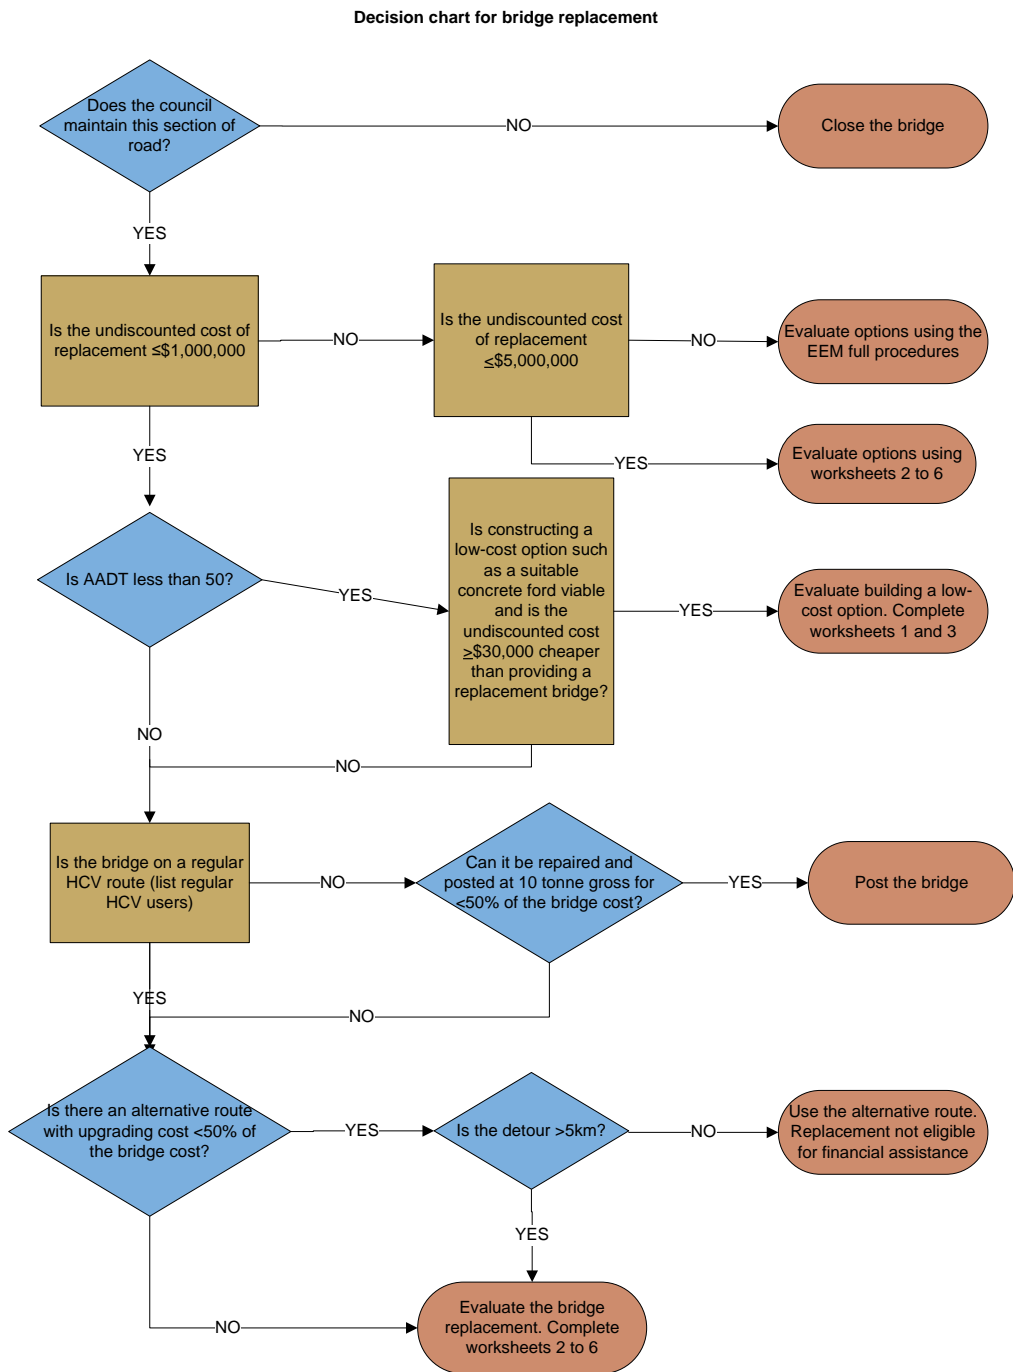 Decision chart for bridge replacement
Does the council
maintain this section of
road?
NO
Close the bridge
YES
Is the undiscounted cost of
replacement ≤$1,000,000
NO
Is the undiscounted cost
of replacement
≤$5,000,000
NO
Evaluate options using the
EEM full procedures
YES
YES
Evaluate options using
worksheets 2 to 6
Is AADT less than 50?
YES
Is constructing a
low-cost option such
as a suitable
concrete ford viable
and is the
undiscounted cost
≥$30,000 cheaper
than providing a
replacement bridge?
YES
Evaluate building a low-
cost option. Complete
worksheets 1 and 3
NO
NO
Is the bridge on a regular
HCV route (list regular
HCV users)
NO
Can it be repaired and
posted at 10 tonne gross for
<50% of the bridge cost?
YES
Post the bridge
YES
NO
Is there an alternative route
with upgrading cost <50% of
the bridge cost?
YES
Is the detour >5km?
NO
Use the alternative route.
Replacement not eligible
for financial assistance
YES
NO
Evaluate the bridge
replacement. Complete
worksheets 2 to 6